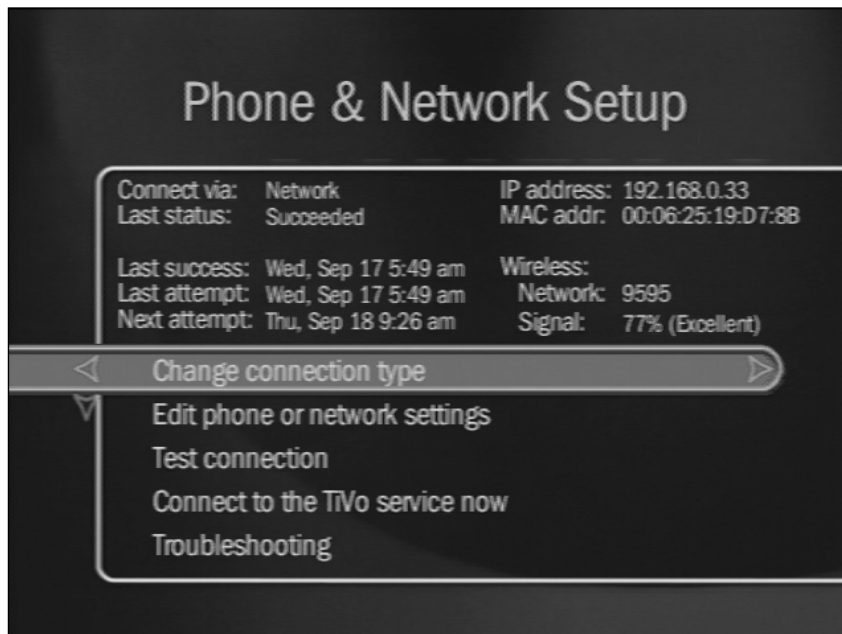 Phone & Network Setup
Connect via: Network IP address: 192.168.0.33
Last status: Succeeded MAC addr: 00:06:25:19:D7:8B
Last success: Wed, Sep 17 5:49 am Wireless:
Last attempt: Wed, Sep 17 5:49 am Network: 9595
Next attempt: Thu, Sep 18 9:26 am Signal: 77% (Excellent)
Change connection type
Edit phone or network settings
Test connection
Connect to the TiVo service now
Troubleshooting